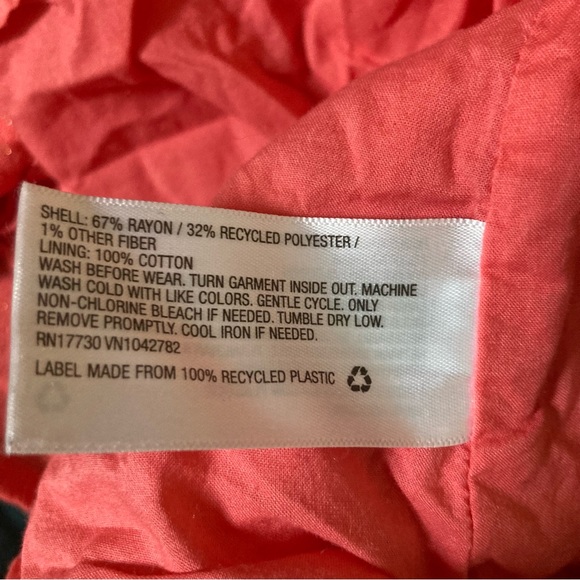 SHELL: 67% RAYON / 32% RECYCLED POLYESTER /
1% OTHER FIBER
LINING: 100% COTTON
WASH BEFORE WEAR. TURN GARMENT INSIDE OUT. MACHINE
WASH COLD WITH LIKE COLORS. GENTLE CYCLE. ONLY
NON-CHLORINE BLEACH IF NEEDED. TUMBLE DRY LOW.
REMOVE PROMPTLY. COOL IRON IF NEEDED.
RN17730 VN1042782
LABEL MADE FROM 100% RECYCLED PLASTIC